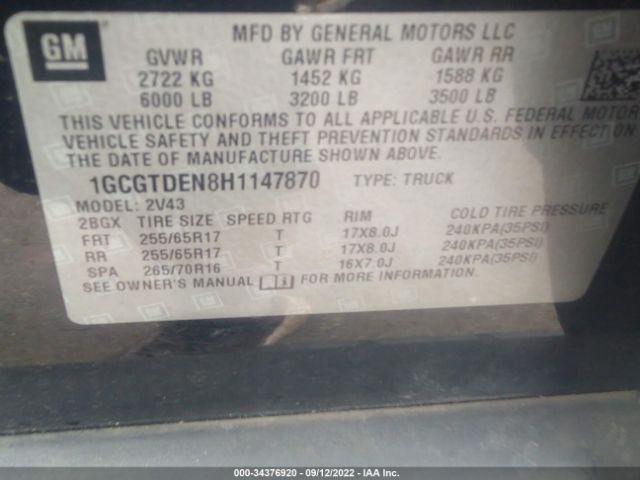 GM
MFD BY GENERAL MOTORS LLC
GVWR GAWR FRT GAWR RR
2722 KG 1452 KG 1588 KG
6000 LB 3200 LB 3500 LB
THIS VEHICLE CONFORMS TO ALL APPLICABLE U.S. FEDERAL MOTOR
VEHICLE SAFETY AND THEFT PREVENTION STANDARDS IN EFFECT
THE DATE OF MANUFACTURE SHOWN ABOVE.
1GCGTDEN8H1147870 TYPE: TRUCK
MODEL: 2V43
2BGX TIRE SIZE SPEED RTG RIM COLD TIRE PRESSURE
FRT 255/65R17 T 17X8.0J 240KPA(35PSI)
RR 255/65R17 T 17X8.0J 240KPA(35PSI)
SPA 265/70R16 T 16X7.0J 240KPA(35PSI)
SEE OWNER'S MANUAL FOR MORE INFORMATION.
000-34376920 - 09/12/2022 - IAA Inc.